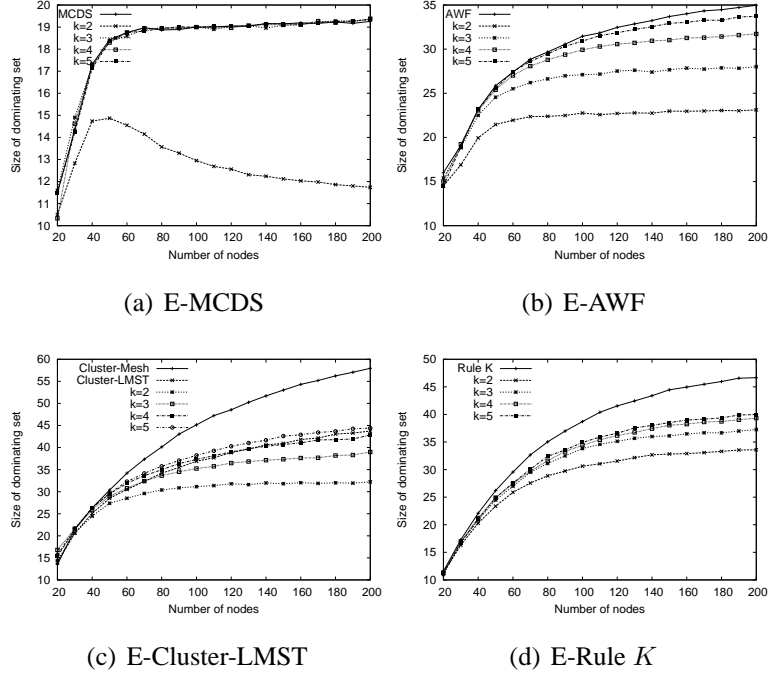 20
19
18
17
16
15
14
13
12
11
10
20 40 60 80 100 120 140 160 180 200
Size of dominating set
Number of nodes
MCDS
k=2
k=3
k=4
k=5
(a) E-MCDS
35
30
25
20
15
10
20 40 60 80 100 120 140 160 180 200
Size of dominating set
Number of nodes
AWF
k=2
k=3
k=4
k=5
(b) E-AWF
60
55
50
45
40
35
30
25
20
15
10
20 40 60 80 100 120 140 160 180 200
Size of dominating set
Number of nodes
Cluster-Mesh
Cluster-LMST
k=2
k=3
k=4
k=5
(c) E-Cluster-LMST
50
45
40
35
30
25
20
15
10
20 40 60 80 100 120 140 160 180 200
Size of dominating set
Number of nodes
Rule K
k=2
k=3
k=4
k=5
(d) E-Rule K